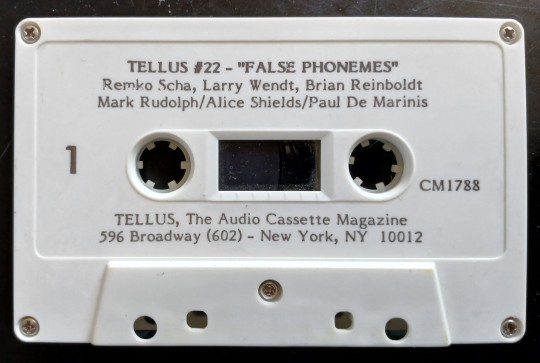 TELLUS #22 - "FALSE PHONEMES"
Remko Scha, Larry Wendt, Brian Reinboldt
Mark Rudolph/Alice Shields/Paul De Marinis
1
CM1788
TELLUS, The Audio Cassette Magazine
596 Broadway (602) - New York, NY 10012